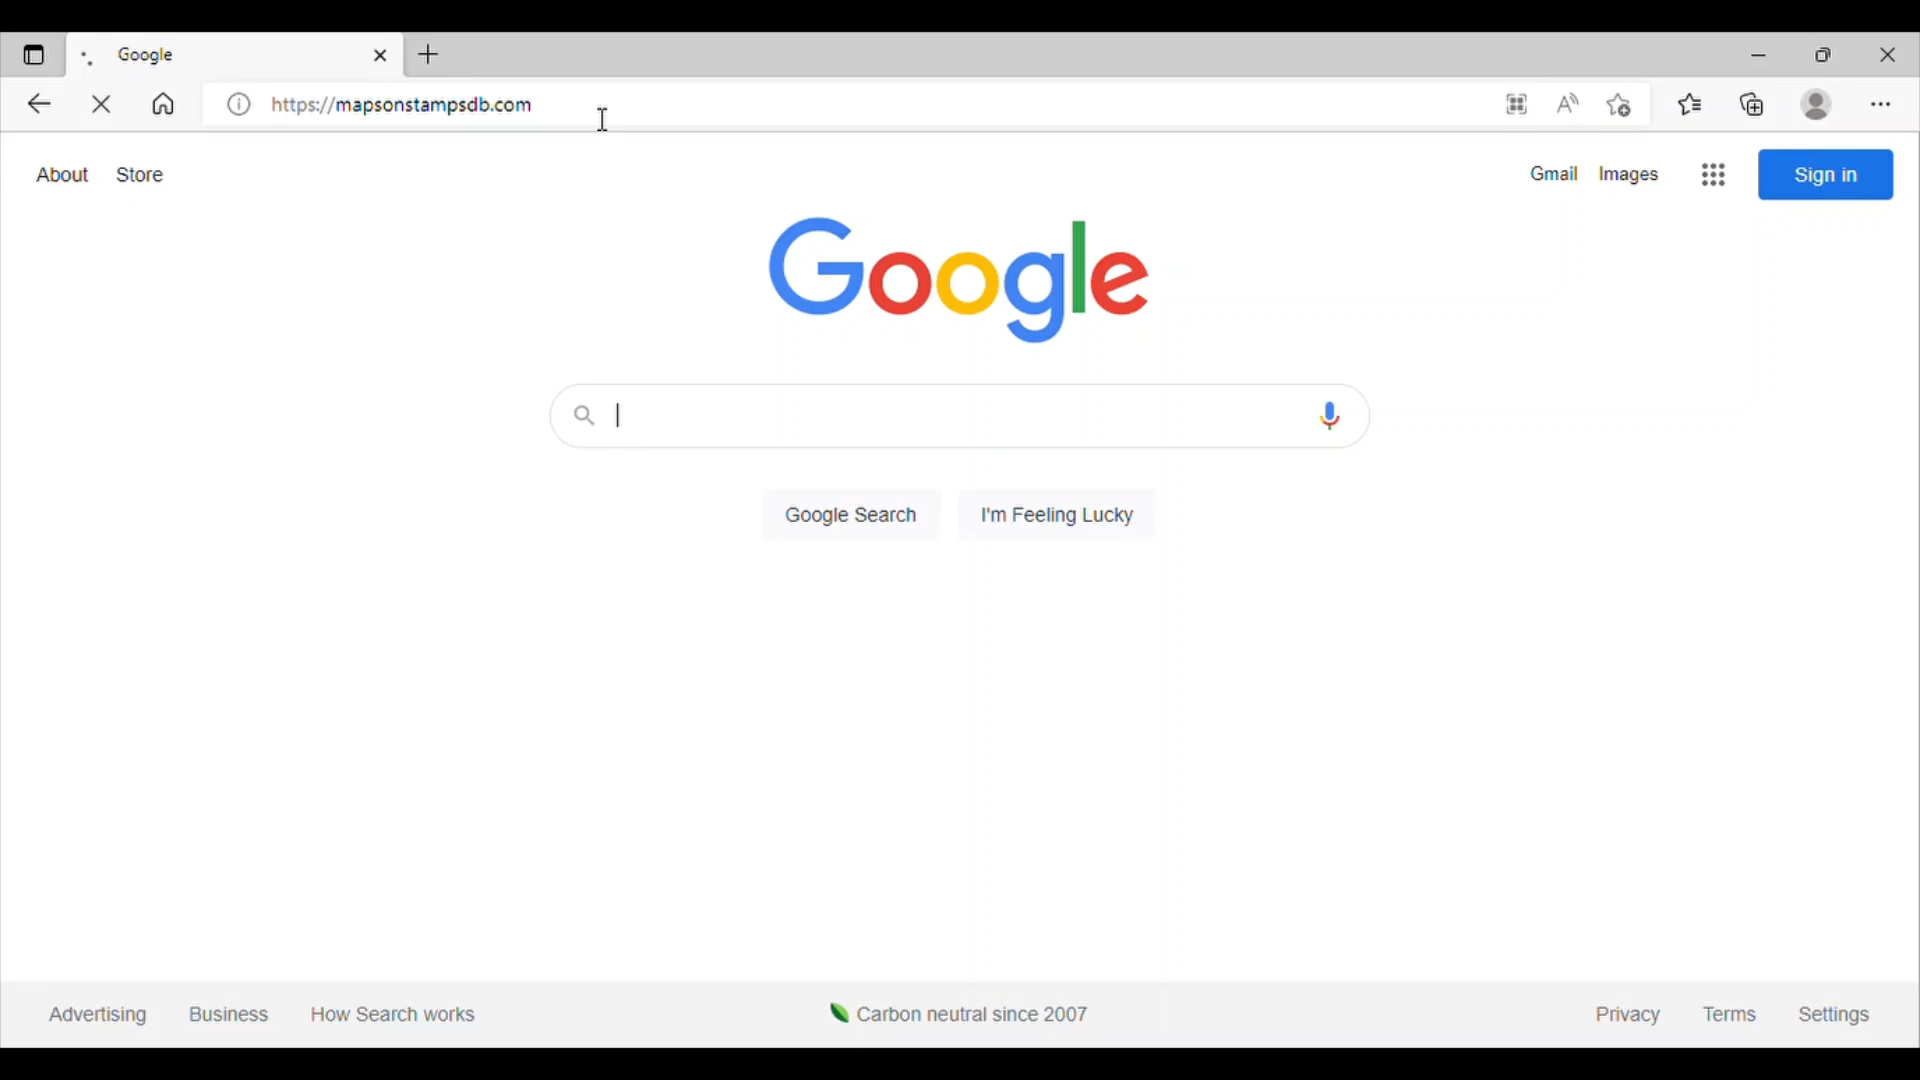 Google
https://mapsonstampsdb.com
About Store
Gmail Images Sign in
Google
Google Search I'm Feeling Lucky
Advertising Business How Search works
Carbon neutral since 2007
Privacy Terms Settings